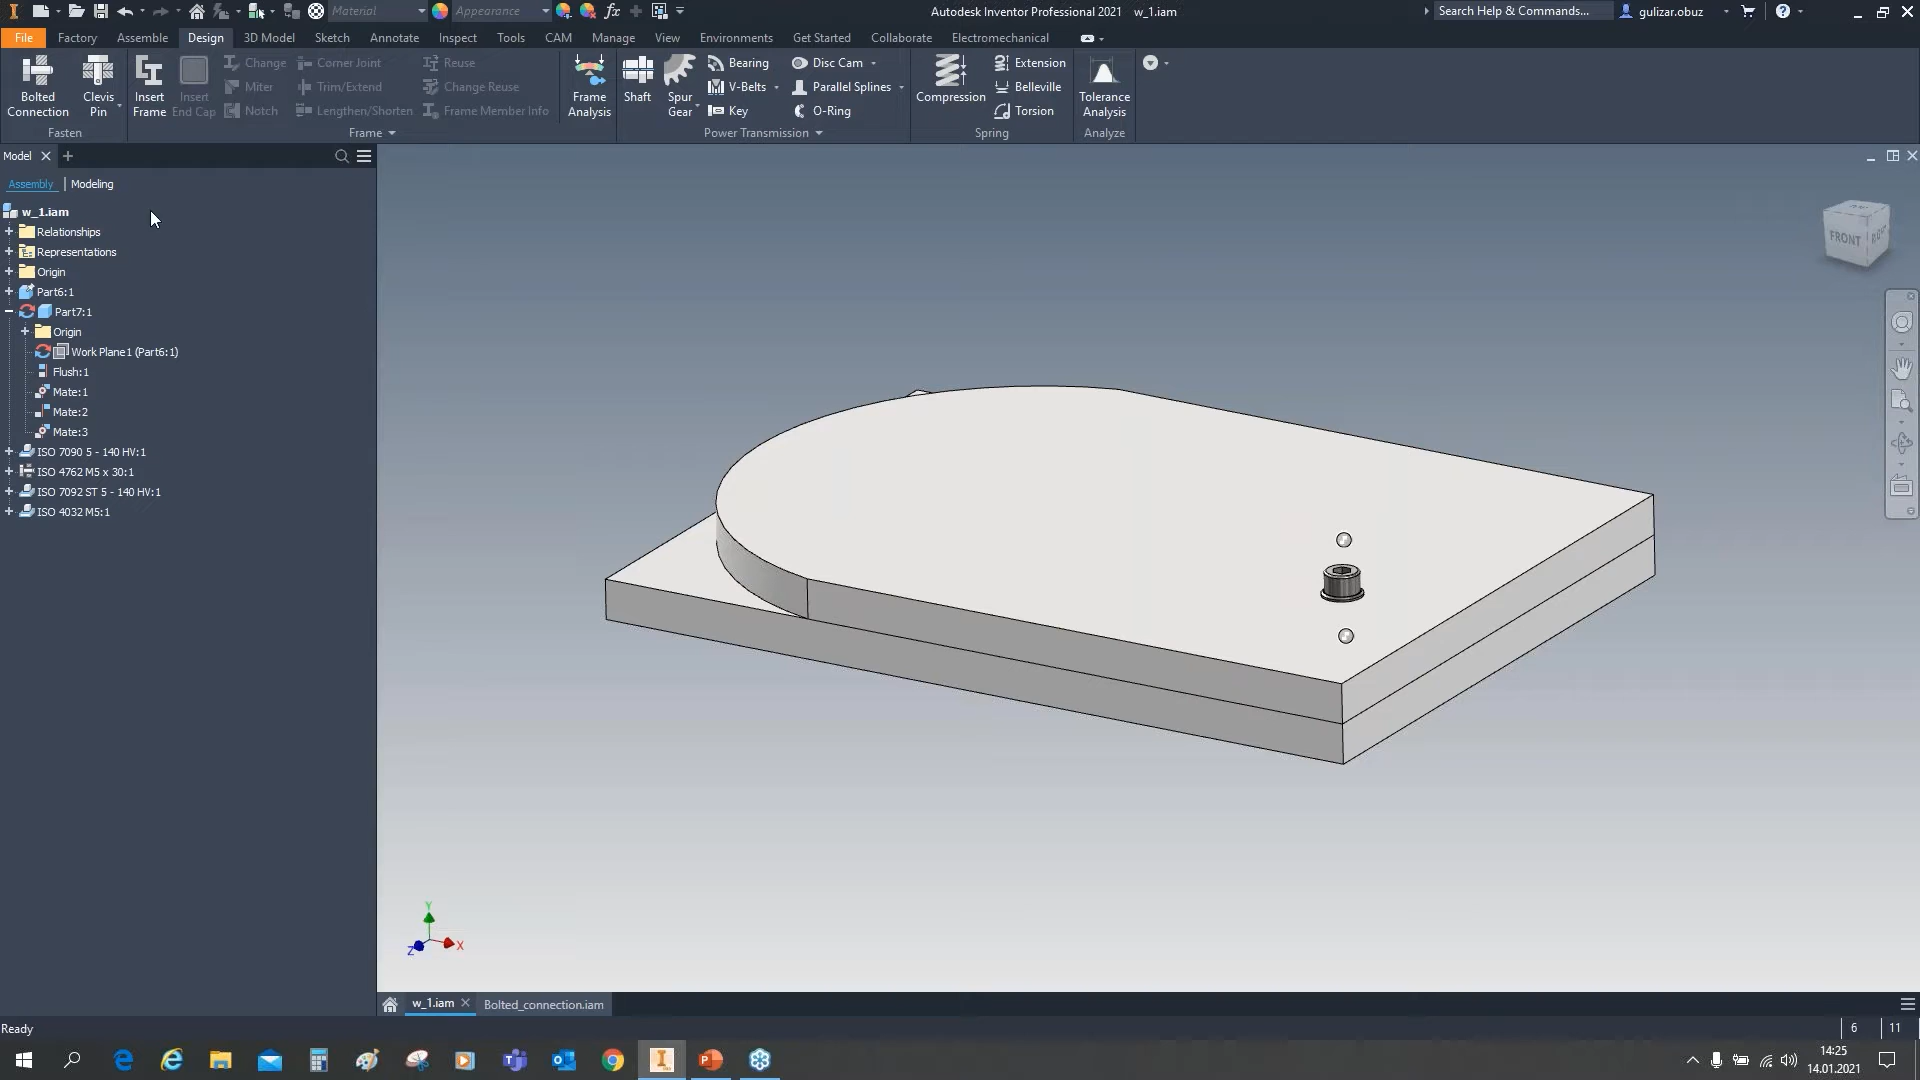 Material
Appearance
fx
Autodesk Inventor Professional 2021 w_1.iam
Search Help & Commands...
gulizar.obuz
File
Factory
Assemble
Design
3D Model
Sketch
Annotate
Inspect
Tools
CAM
Manage
View
Environments
Get Started
Collaborate
Electromechanical
Bolted
Connection
Clevis
Pin
Fasten
Insert
Frame
Insert
End Cap
Change
Miter
Notch
Corner Joint
Trim/Extend
Lengthen/Shorten
Reuse
Change Reuse
Frame Member Info
Frame
Frame
Analysis
Shaft
Spur
Gear
Bearing
V-Belts
Key
Disc Cam
Parallel Splines
O-Ring
Power Transmission
Compression
Extension
Belleville
Torsion
Spring
Tolerance
Analysis
Analyze
Model
Assembly | Modeling
w_1.iam
Relationships
Representations
Origin
Part6:1
Part7:1
Origin
Work Plane1 (Part6:1)
Flush:1
Mate:1
Mate:2
Mate:3
ISO 7090 5 - 140 HV:1
ISO 4762 M5 x 30:1
ISO 7092 ST 5 - 140 HV:1
ISO 4032 M5:1
FRONT
RIGHT
Y
Z
X
w_1.iam
Bolted_connection.iam
Ready
6
11
14:25
14.01.2021